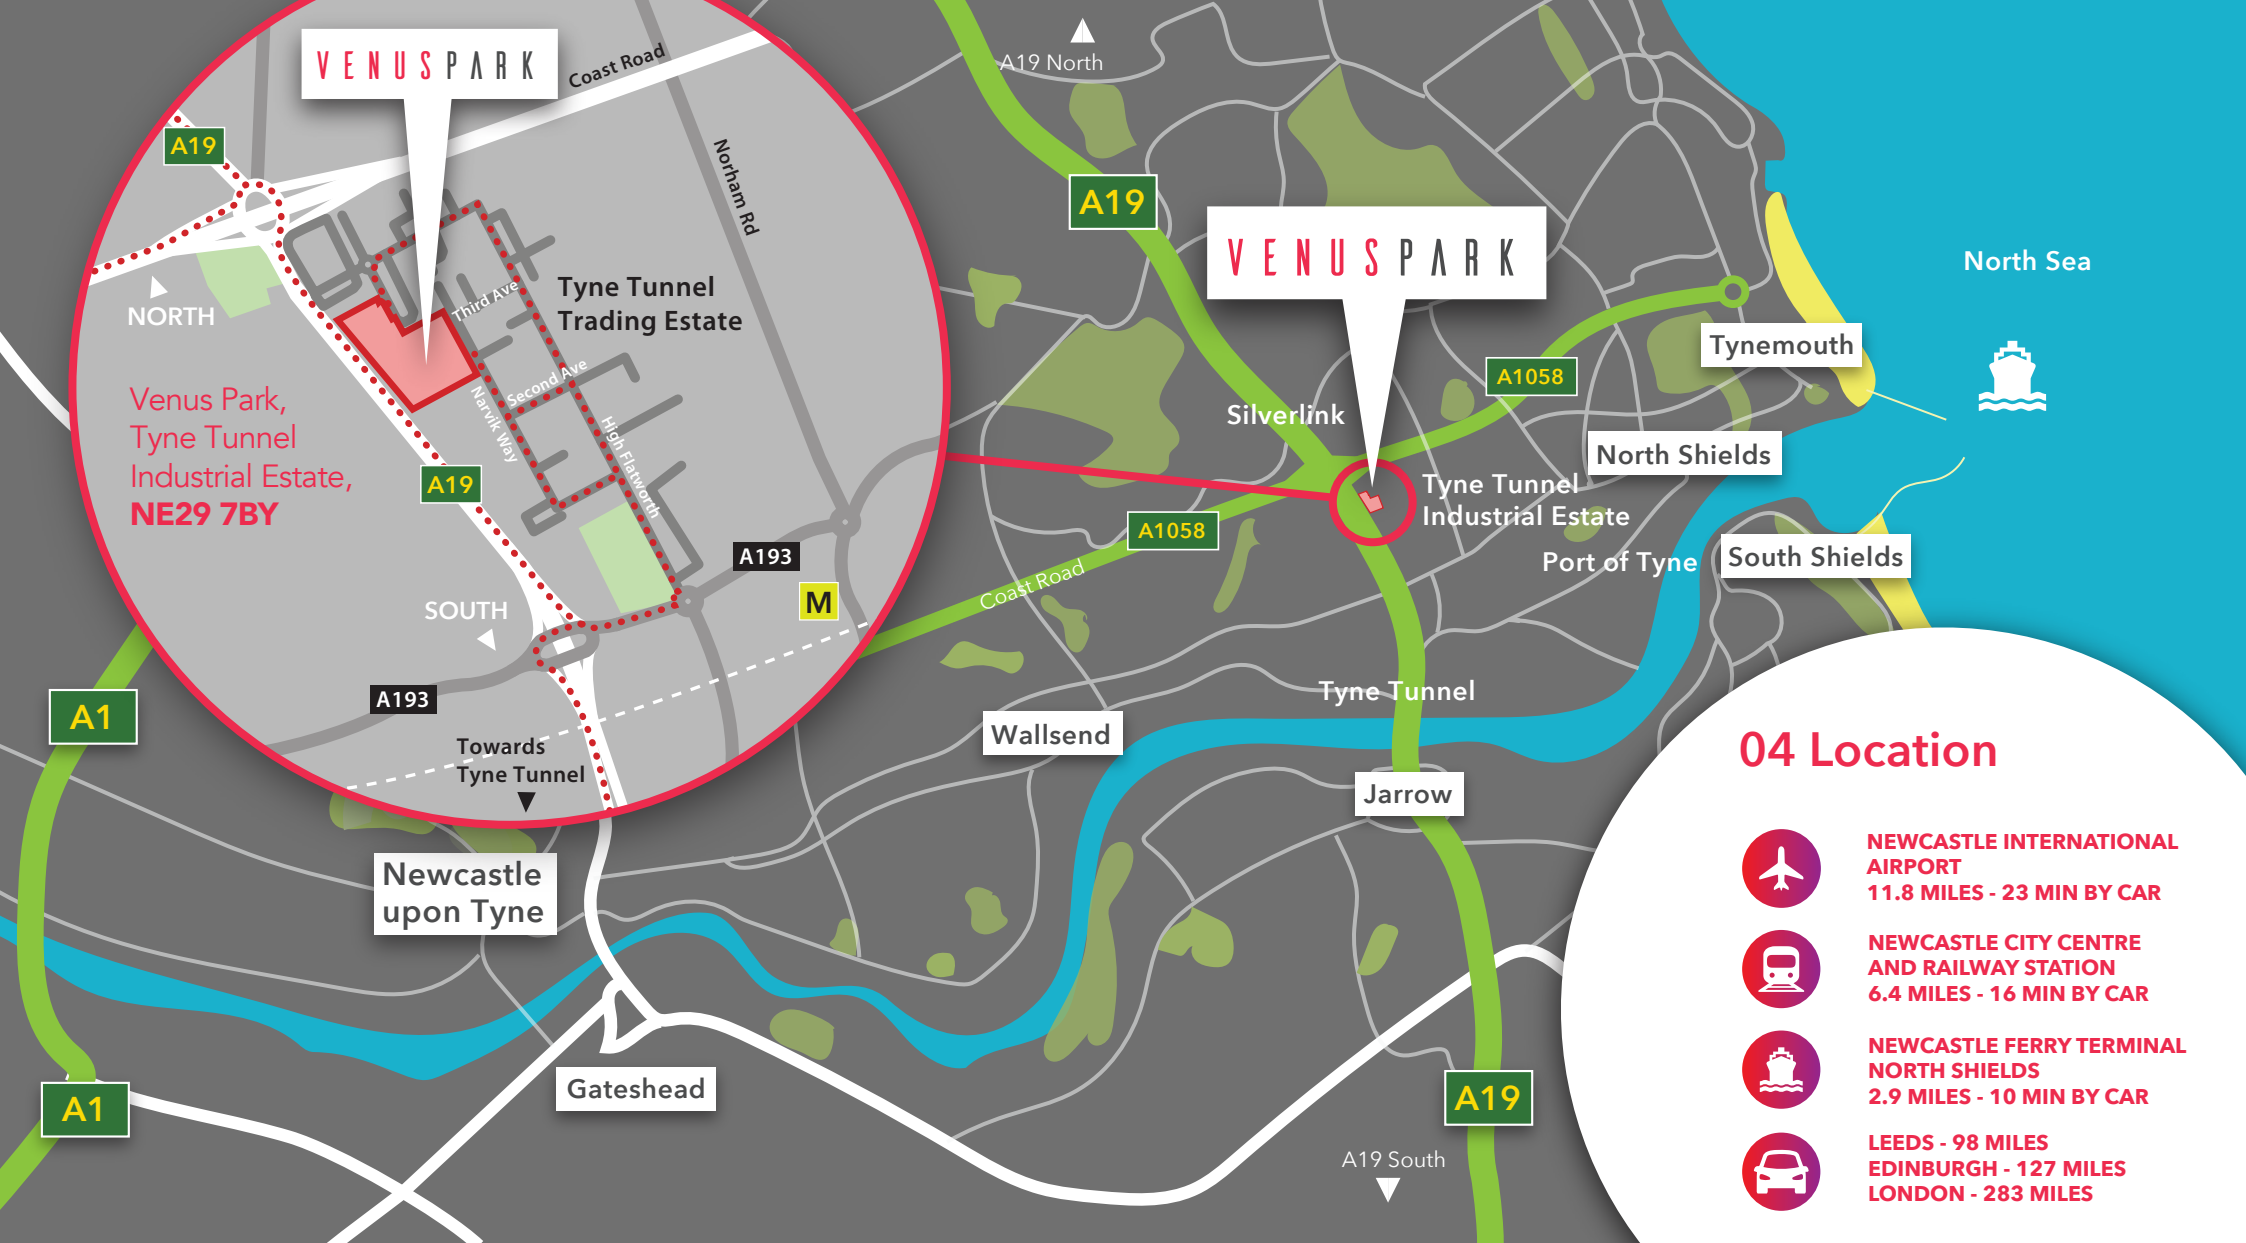 VENUSPARK
Coast Road
A19
Norham Rd
NORTH
Third Ave
Tyne Tunnel
Trading Estate
Second Ave
Narvik Way
High Flatworth
Venus Park,
Tyne Tunnel
Industrial Estate,
NE29 7BY
A19
A193
M
SOUTH
A193
Towards
Tyne Tunnel
A19 North
A19
VENUSPARK
North Sea
Tynemouth
A1058
Silverlink
North Shields
Tyne Tunnel
Industrial Estate
A1058
Port of Tyne
South Shields
Coast Road
Tyne Tunnel
A1
Wallsend
Jarrow
Newcastle
upon Tyne
Gateshead
A1
A19
A19 South
04 Location
NEWCASTLE INTERNATIONAL
AIRPORT
11.8 MILES - 23 MIN BY CAR
NEWCASTLE CITY CENTRE
AND RAILWAY STATION
6.4 MILES - 16 MIN BY CAR
NEWCASTLE FERRY TERMINAL
NORTH SHIELDS
2.9 MILES - 10 MIN BY CAR
LEEDS - 98 MILES
EDINBURGH - 127 MILES
LONDON - 283 MILES